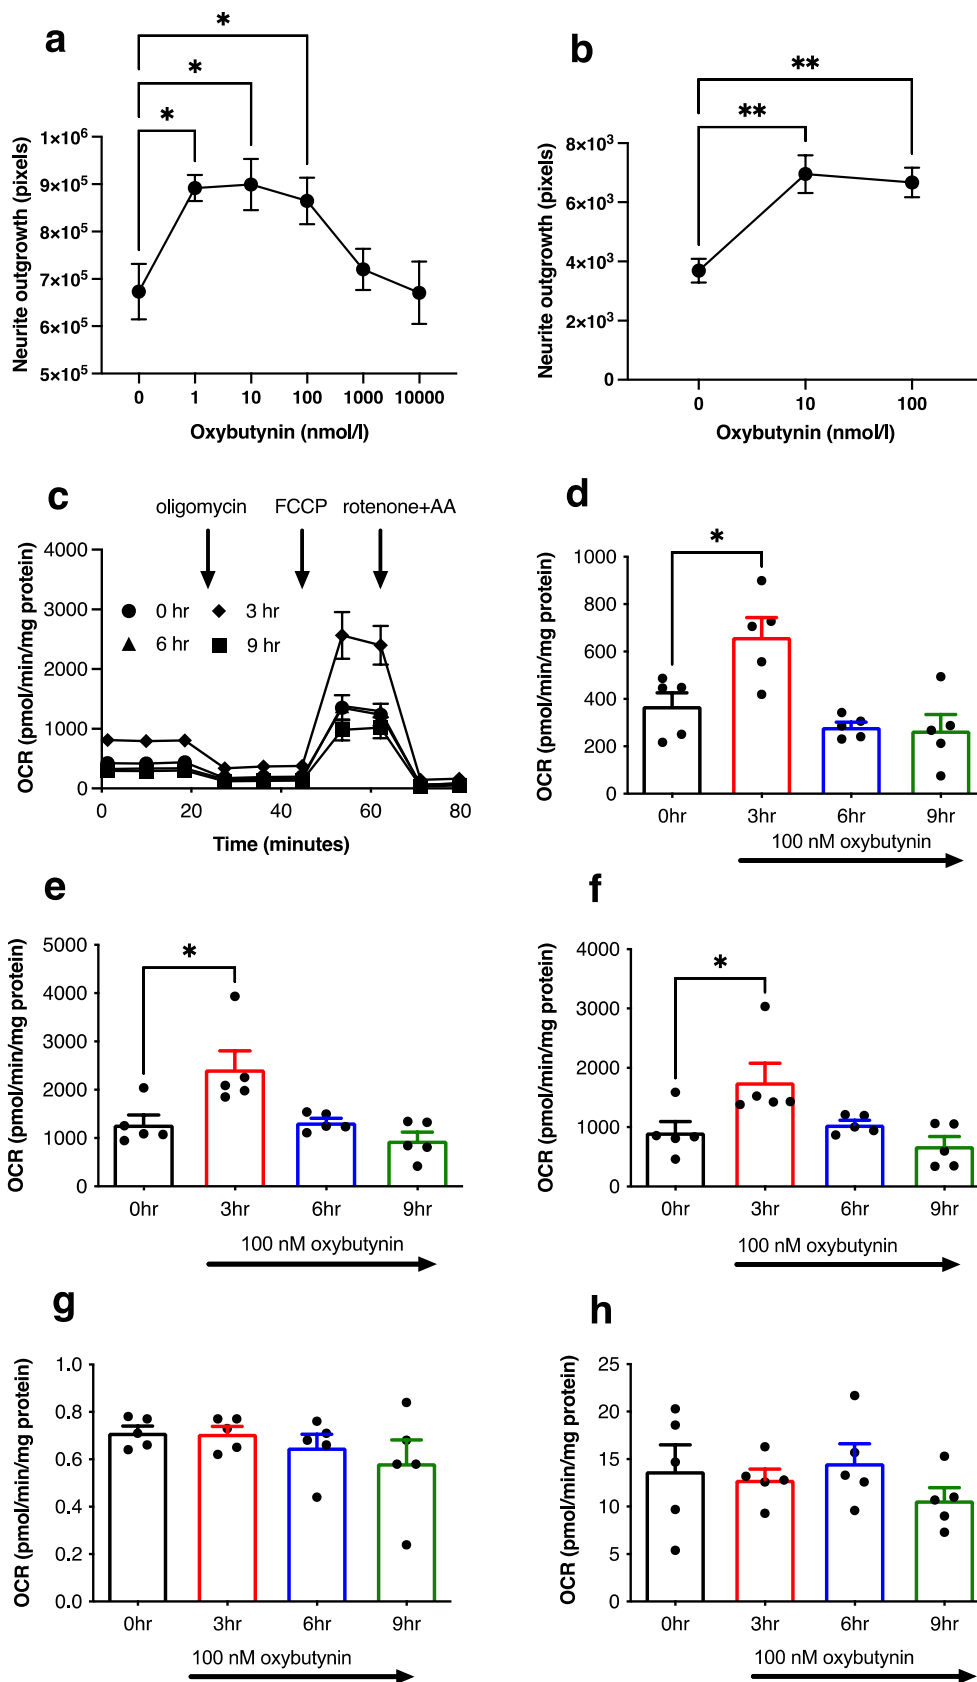 a
*
*
*
Neurite outgrowth (pixels)
1×10⁶
9×10⁵
8×10⁵
7×10⁵
6×10⁵
5×10⁵
0 1 10 100 1000 10000
Oxybutynin (nmol/l)
b
**
**
Neurite outgrowth (pixels)
8×10³
6×10³
4×10³
2×10³
0
0 10 100
Oxybutynin (nmol/l)
c
oligomycin FCCP rotenone+AA
OCR (pmol/min/mg protein)
4000
3000
2000
1000
0
0 hr 3 hr
6 hr 9 hr
0 20 40 60 80
Time (minutes)
d
*
OCR (pmol/min/mg protein)
1000
800
600
400
200
0
0hr 3hr 6hr 9hr
100 nM oxybutynin
e
*
OCR (pmol/min/mg protein)
5000
4000
3000
2000
1000
0
0hr 3hr 6hr 9hr
100 nM oxybutynin
f
*
OCR (pmol/min/mg protein)
4000
3000
2000
1000
0
0hr 3hr 6hr 9hr
100 nM oxybutynin
g
OCR (pmol/min/mg protein)
1.0
0.8
0.6
0.4
0.2
0.0
0hr 3hr 6hr 9hr
100 nM oxybutynin
h
OCR (pmol/min/mg protein)
25
20
15
10
5
0
0hr 3hr 6hr 9hr
100 nM oxybutynin